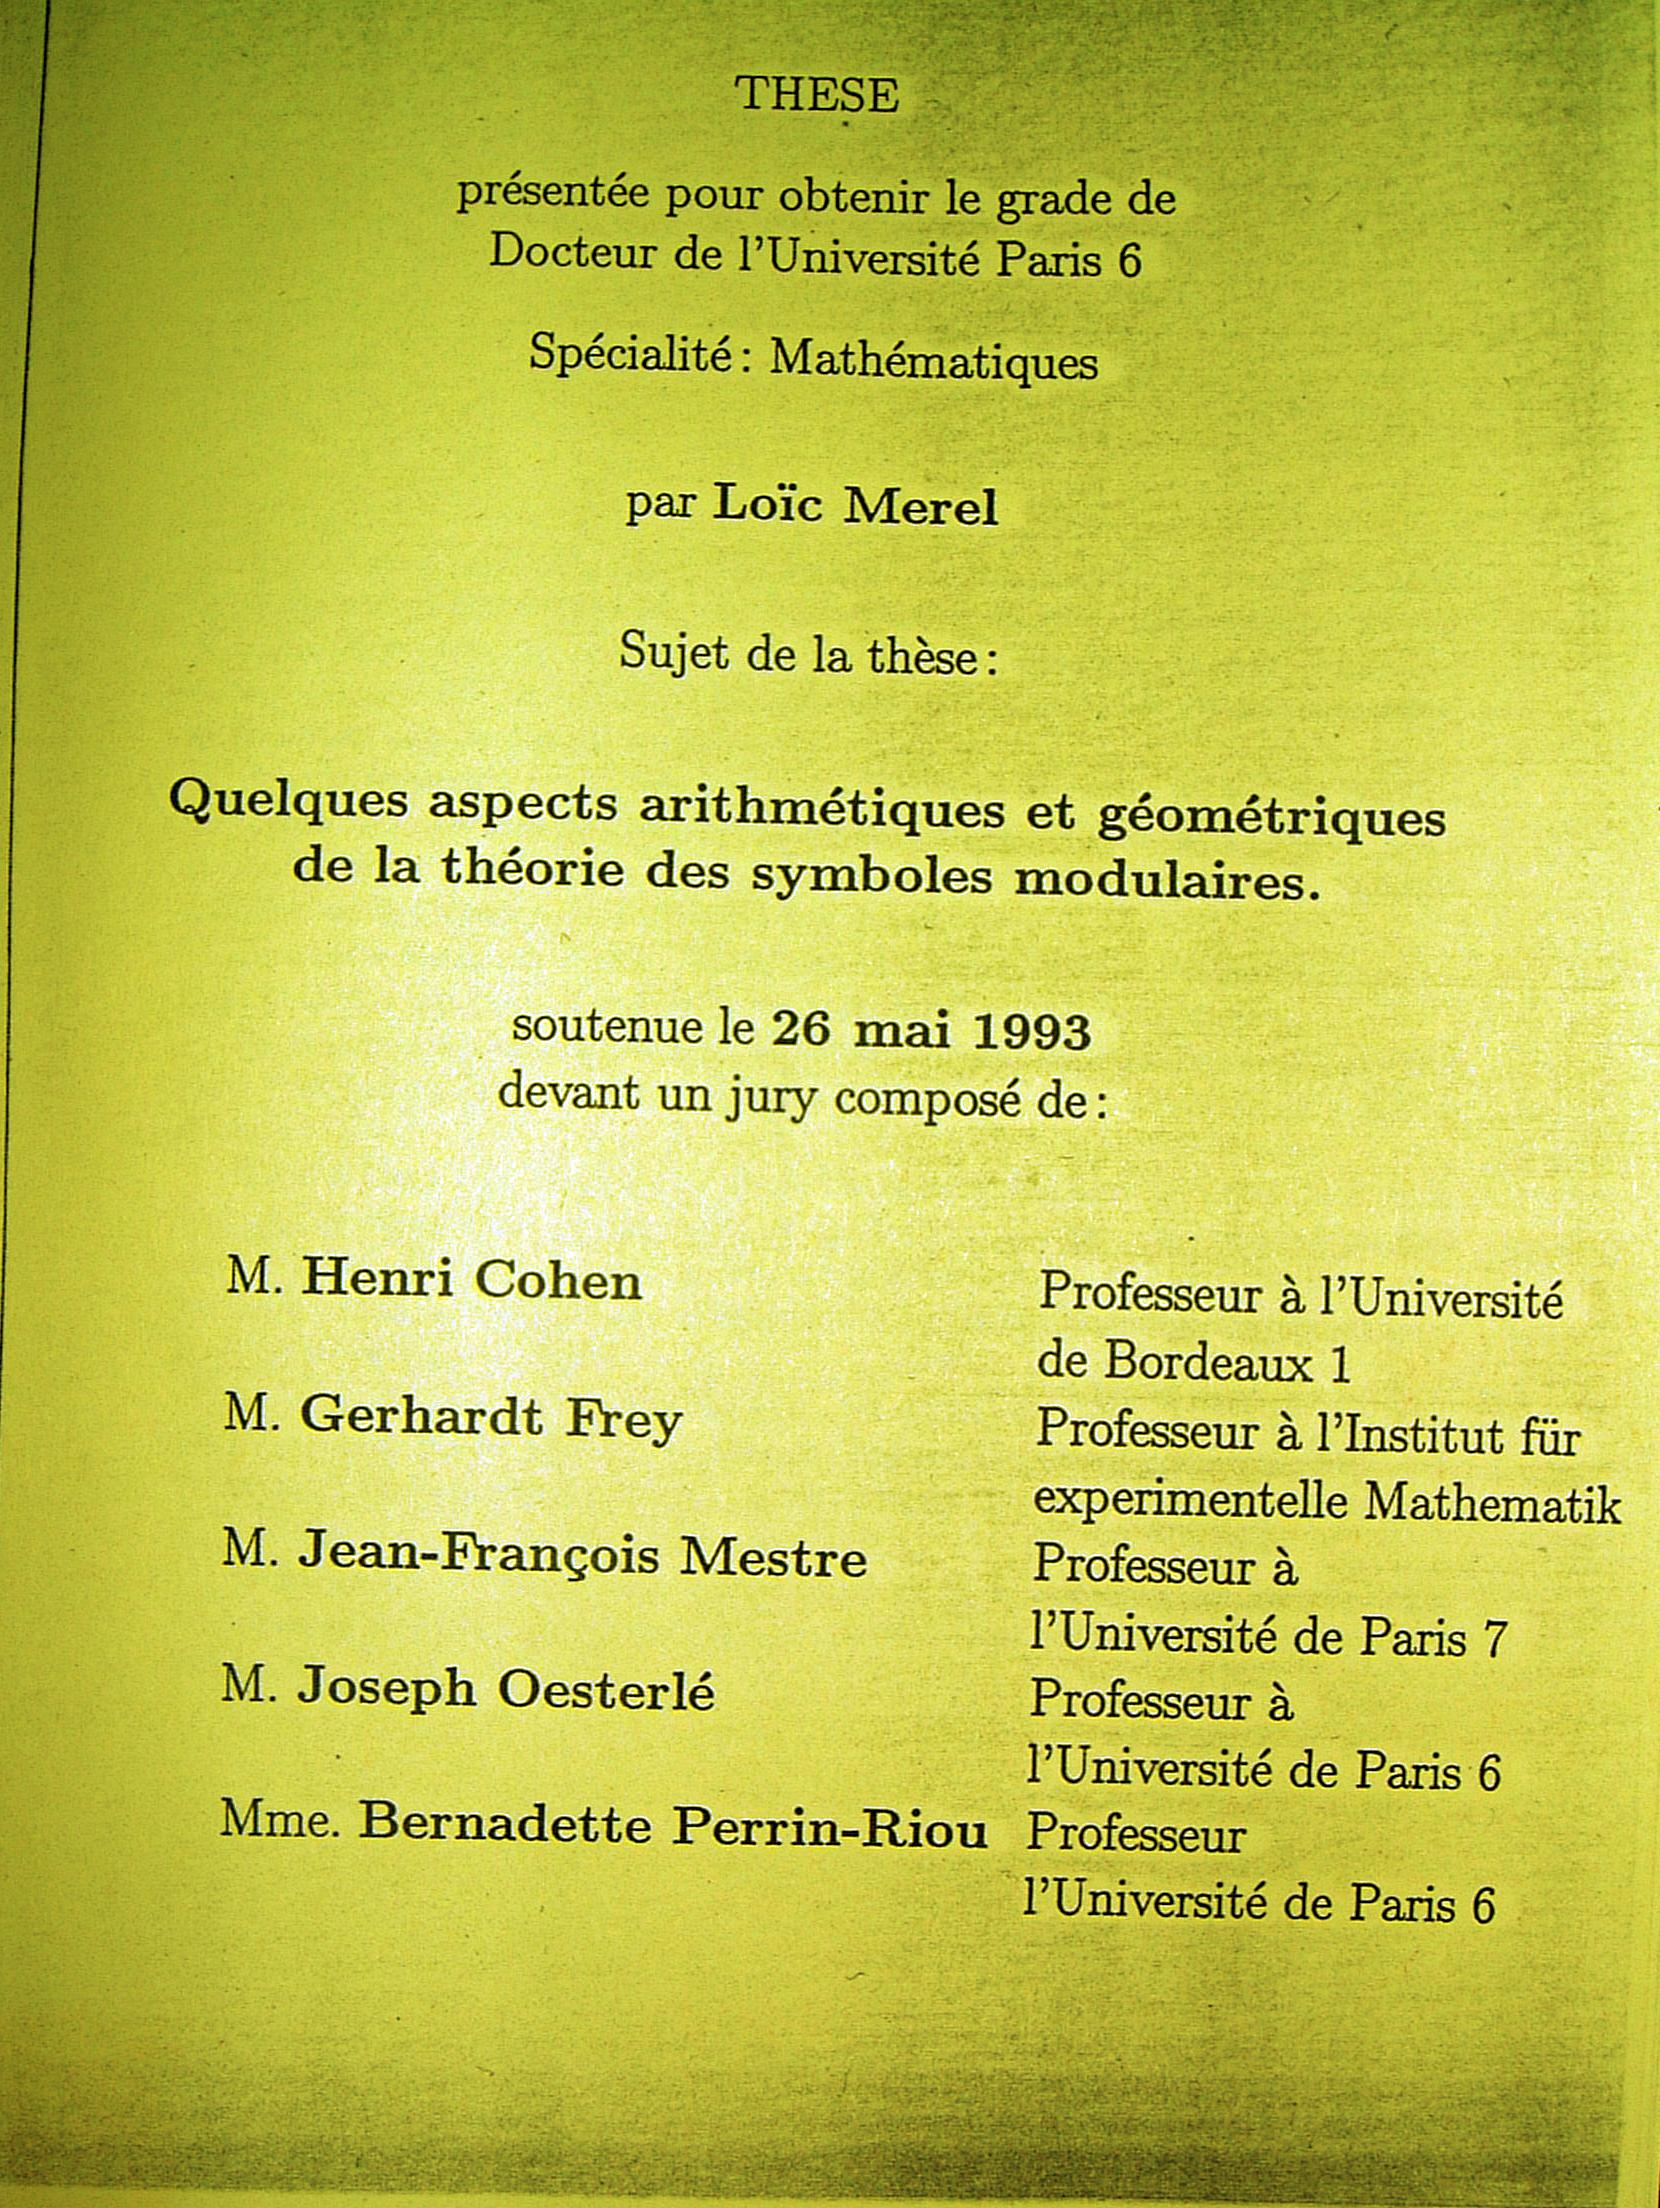 THESE
présentée pour obtenir le grade de
Docteur de l'Université Paris 6
Spécialité: Mathématiques
par Loïc Merel
Sujet de la thèse:
Quelques aspects arithmétiques et géométriques
de la théorie des symboles modulaires.
soutenue le 26 mai 1993
devant un jury composé de:
M. Henri Cohen Professeur à l'Université
de Bordeaux 1
M. Gerhardt Frey Professeur à l'Institut für
experimentelle Mathematik
M. Jean-François Mestre Professeur à
l'Université de Paris 7
M. Joseph Oesterlé Professeur à
l'Université de Paris 6
Mme. Bernadette Perrin-Riou Professeur
l'Université de Paris 6